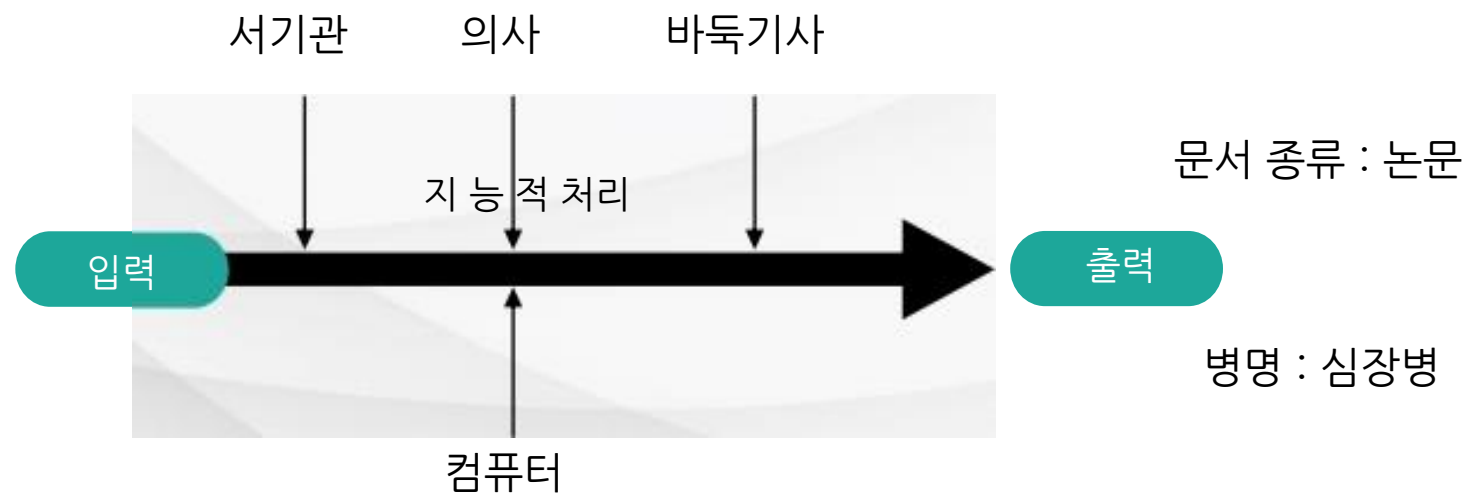 서기관 의사 바둑기사
문서 종류 : 논문
지 능 적 처리
입력 출력
병명 : 심장병
컴퓨터